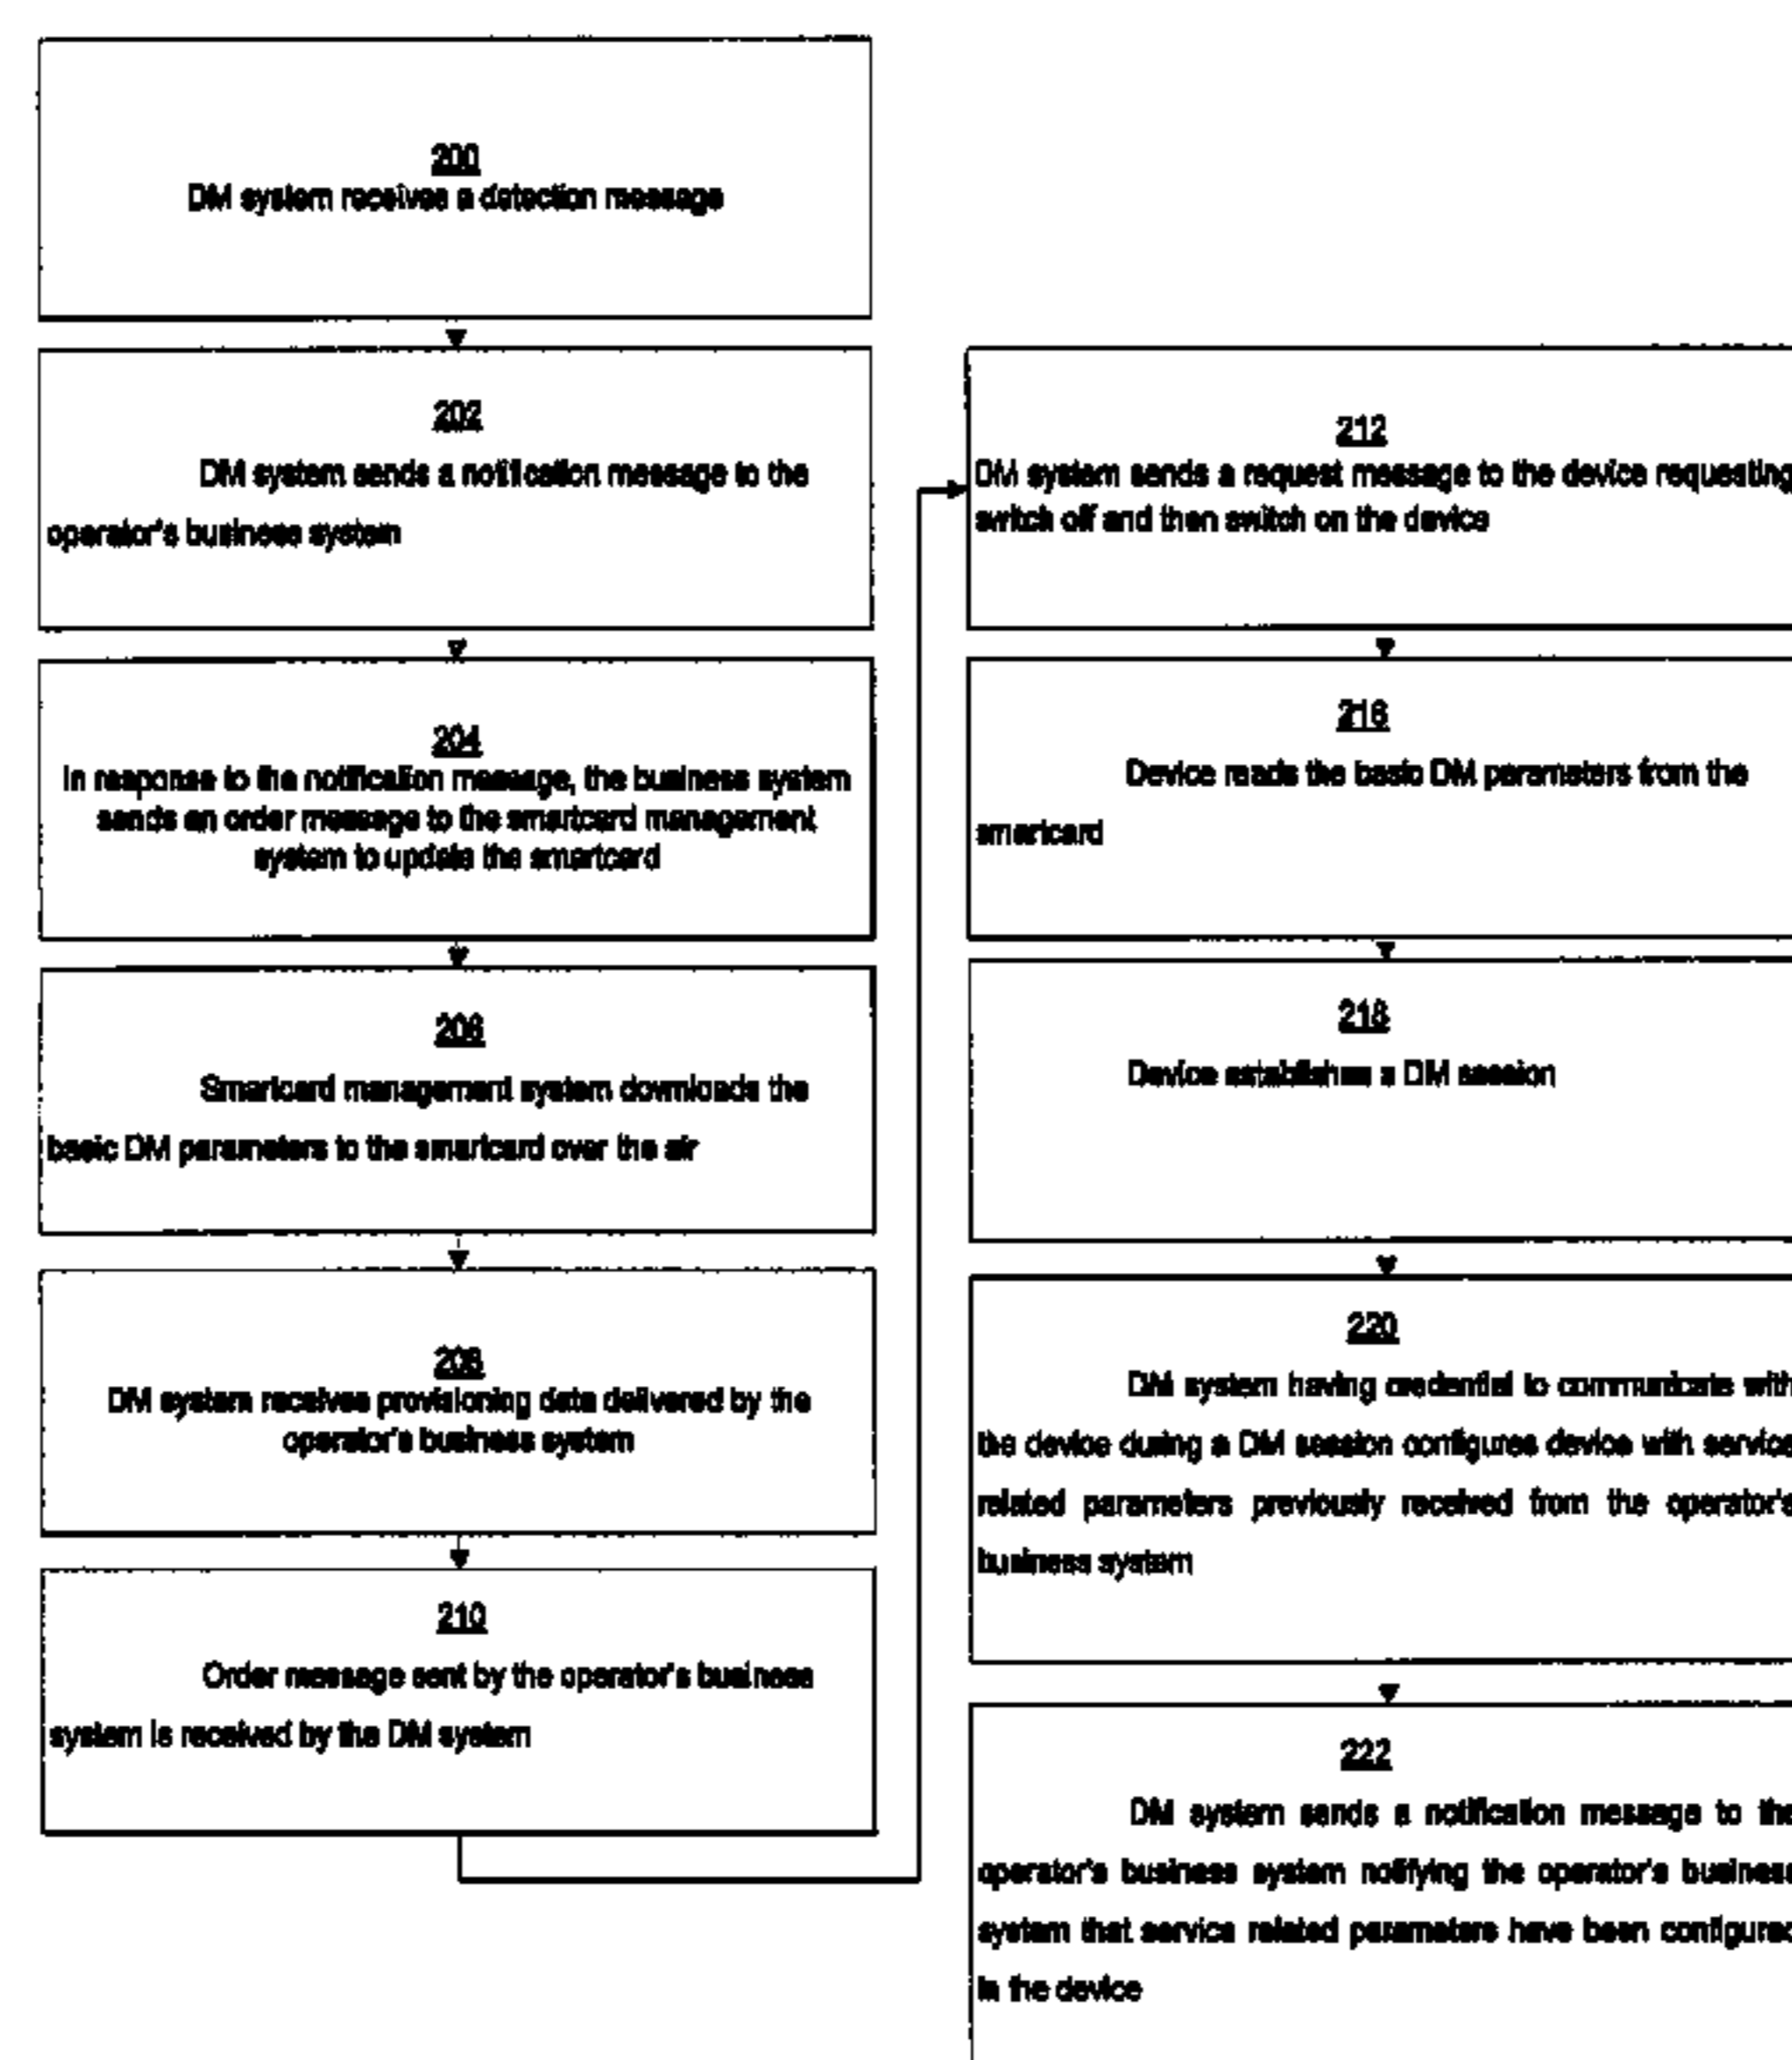 200
DM system receives a detection message
202
DM system sends a notification message to the
operator's business system
204
In response to the notification message, the business system
sends an order message to the smartcard management
system to update the smartcard
206
Smartcard management system downloads the
basic DM parameters to the smartcard over the air
208
DM system receives provisioning data delivered by the
operator's business system
210
Order message sent by the operator's business
system is received by the DM system
212
DM system sends a request message to the device requesting
switch off and then switch on the device
216
Device reads the basic DM parameters from the
smartcard
218
Device establishes a DM session
220
DM system having credential to communicate with
the device during a DM session configures device with service
related parameters previously received from the operator's
business system
222
DM system sends a notification message to the
operator's business system notifying the operator's business
system that service related parameters have been configured
in the device